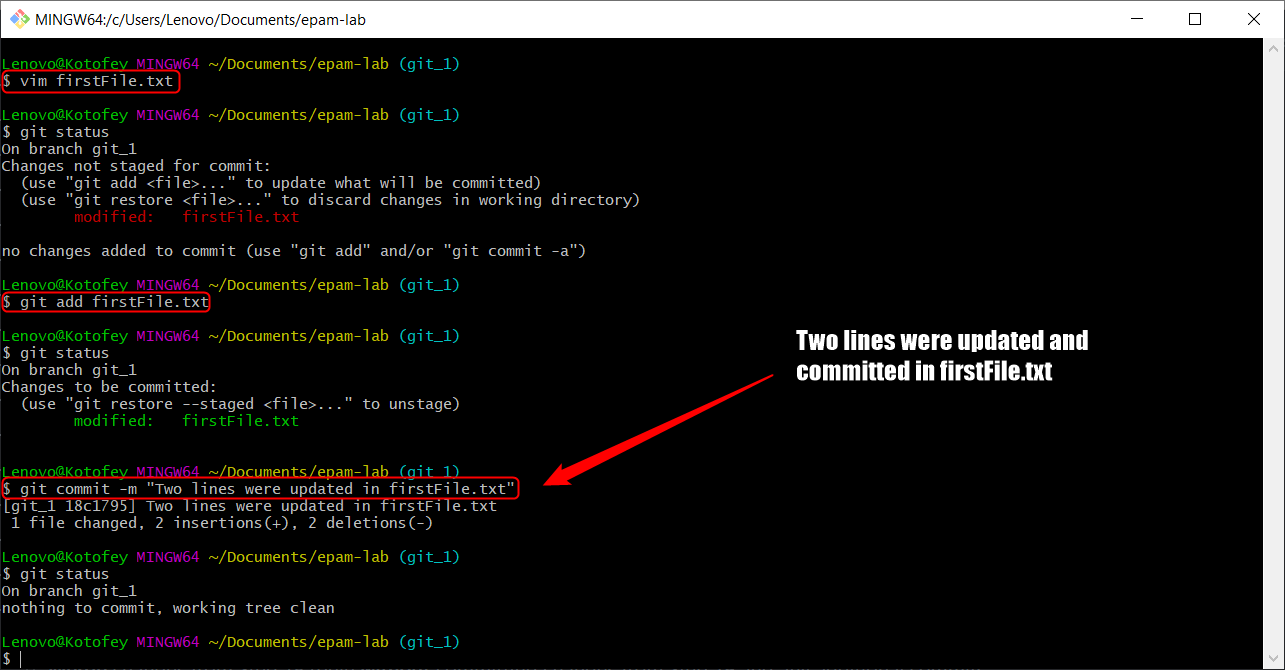 MINGW64:/c/Users/Lenovo/Documents/epam-lab
Lenovo@Kotofey MINGW64 ~/Documents/epam-lab (git_1)
$ vim firstFile.txt
Lenovo@Kotofey MINGW64 ~/Documents/epam-lab (git_1)
$ git status
On branch git_1
Changes not staged for commit:
  (use "git add <file>..." to update what will be committed)
  (use "git restore <file>..." to discard changes in working directory)
        modified:   firstFile.txt
no changes added to commit (use "git add" and/or "git commit -a")
Lenovo@Kotofey MINGW64 ~/Documents/epam-lab (git_1)
$ git add firstFile.txt
Lenovo@Kotofey MINGW64 ~/Documents/epam-lab (git_1)
$ git status
On branch git_1
Changes to be committed:
  (use "git restore --staged <file>..." to unstage)
        modified:   firstFile.txt
Lenovo@Kotofey MINGW64 ~/Documents/epam-lab (git_1)
$ git commit -m "Two lines were updated in firstFile.txt"
[git_1 18c1795] Two lines were updated in firstFile.txt
 1 file changed, 2 insertions(+), 2 deletions(-)
Lenovo@Kotofey MINGW64 ~/Documents/epam-lab (git_1)
$ git status
On branch git_1
nothing to commit, working tree clean
Lenovo@Kotofey MINGW64 ~/Documents/epam-lab (git_1)
$
Two lines were updated and
committed in firstFile.txt